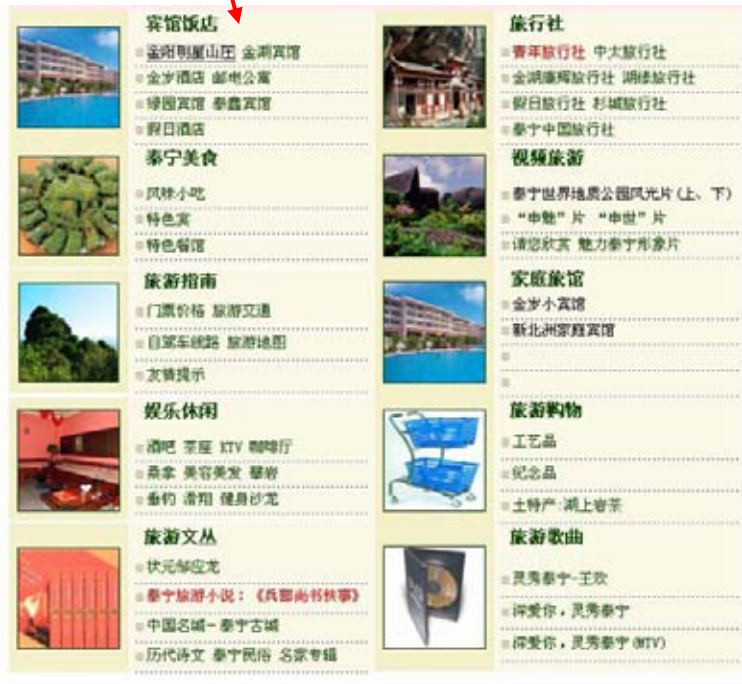 宾馆饭店
金湖宾馆
金岁酒店 邮电公寓
绿园宾馆 泰鑫宾馆
假日酒店
泰宁美食
风味小吃
特色宴
特色餐馆
旅游指南
门票价格 旅游交通
自驾车线路 旅游地图
友情提示
娱乐休闲
酒吧 茶座 KTV 咖啡厅
桑拿 美容美发 攀岩
垂钓 滑翔 健身沙龙
旅游文丛
状元邹应龙
泰宁旅游小说：《兵部尚书轶事》
中国名城-泰宁古城
历代诗文 泰宁民俗 名家专辑
旅行社
青年旅行社 中大旅行社
金湖康辉旅行社 湖缘旅行社
假日旅行社 杉城旅行社
泰宁中国旅行社
视频旅游
泰宁世界地质公园风光片(上、下)
“申魅”片 “申世”片
请您欣赏 魅力泰宁形象片
家庭旅馆
金岁小宾馆
新北洲家庭宾馆
旅游购物
工艺品
纪念品
土特产:湖上岩茶
旅游歌曲
灵秀泰宁-王欢
深爱你，灵秀泰宁
深爱你，灵秀泰宁(MTV)